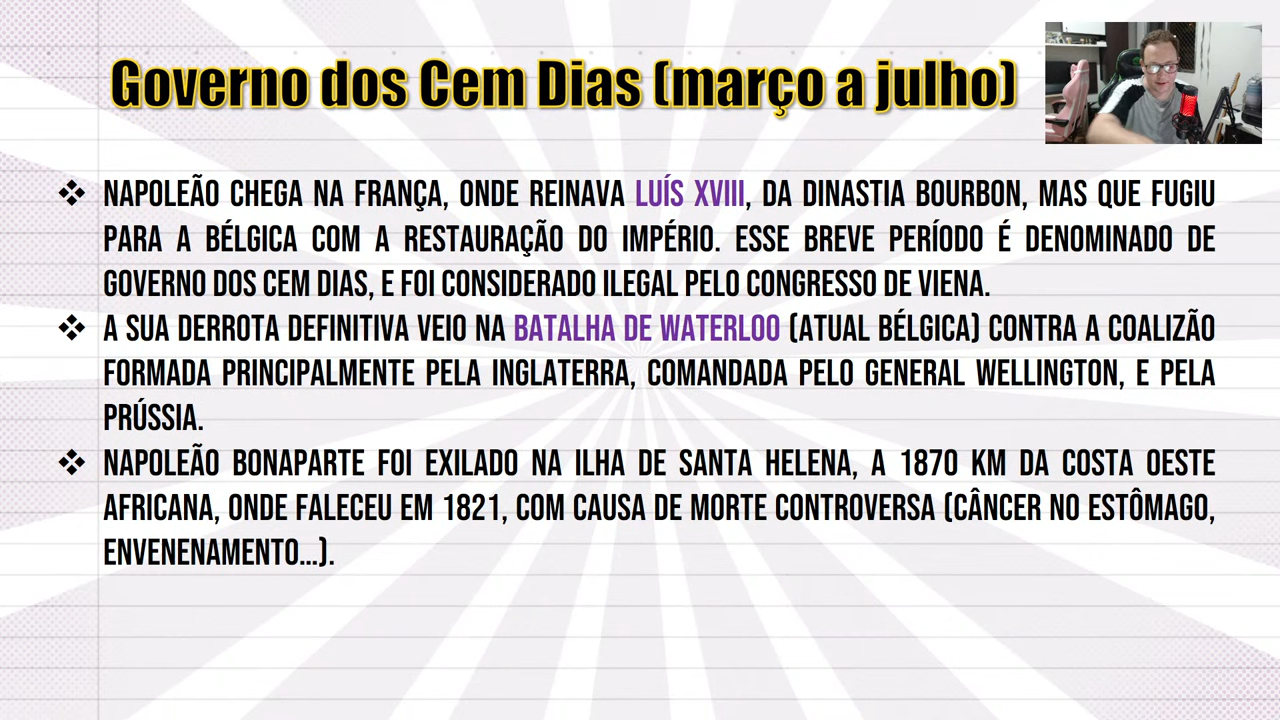 Governo dos Cem Dias (março a julho)
NAPOLEÃO CHEGA NA FRANÇA, ONDE REINAVA LUÍS XVIII, DA DINASTIA BOURBON, MAS QUE FUGIU
PARA A BÉLGICA COM A RESTAURAÇÃO DO IMPÉRIO. ESSE BREVE PERÍODO É DENOMINADO DE
GOVERNO DOS CEM DIAS, E FOI CONSIDERADO ILEGAL PELO CONGRESSO DE VIENA.
A SUA DERROTA DEFINITIVA VEIO NA BATALHA DE WATERLOO (ATUAL BÉLGICA) CONTRA A COALIZÃO
FORMADA PRINCIPALMENTE PELA INGLATERRA, COMANDADA PELO GENERAL WELLINGTON, E PELA
PRÚSSIA.
NAPOLEÃO BONAPARTE FOI EXILADO NA ILHA DE SANTA HELENA, A 1870 KM DA COSTA OESTE
AFRICANA, ONDE FALECEU EM 1821, COM CAUSA DE MORTE CONTROVERSA (CÂNCER NO ESTÔMAGO,
ENVENENAMENTO...).